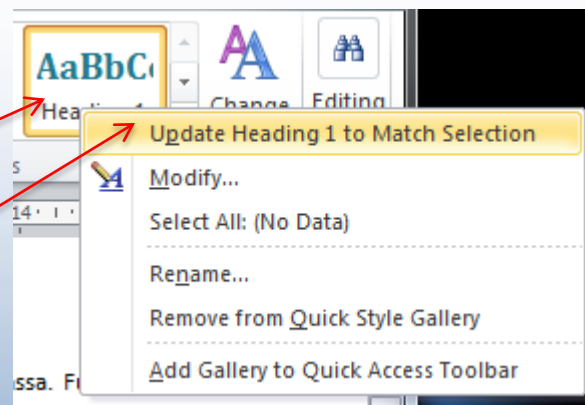 AaBbC
Change
Editing
Update Heading 1 to Match Selection
Modify...
Select All: (No Data)
Rename...
Remove from Quick Style Gallery
Add Gallery to Quick Access Toolbar
14
ssa.